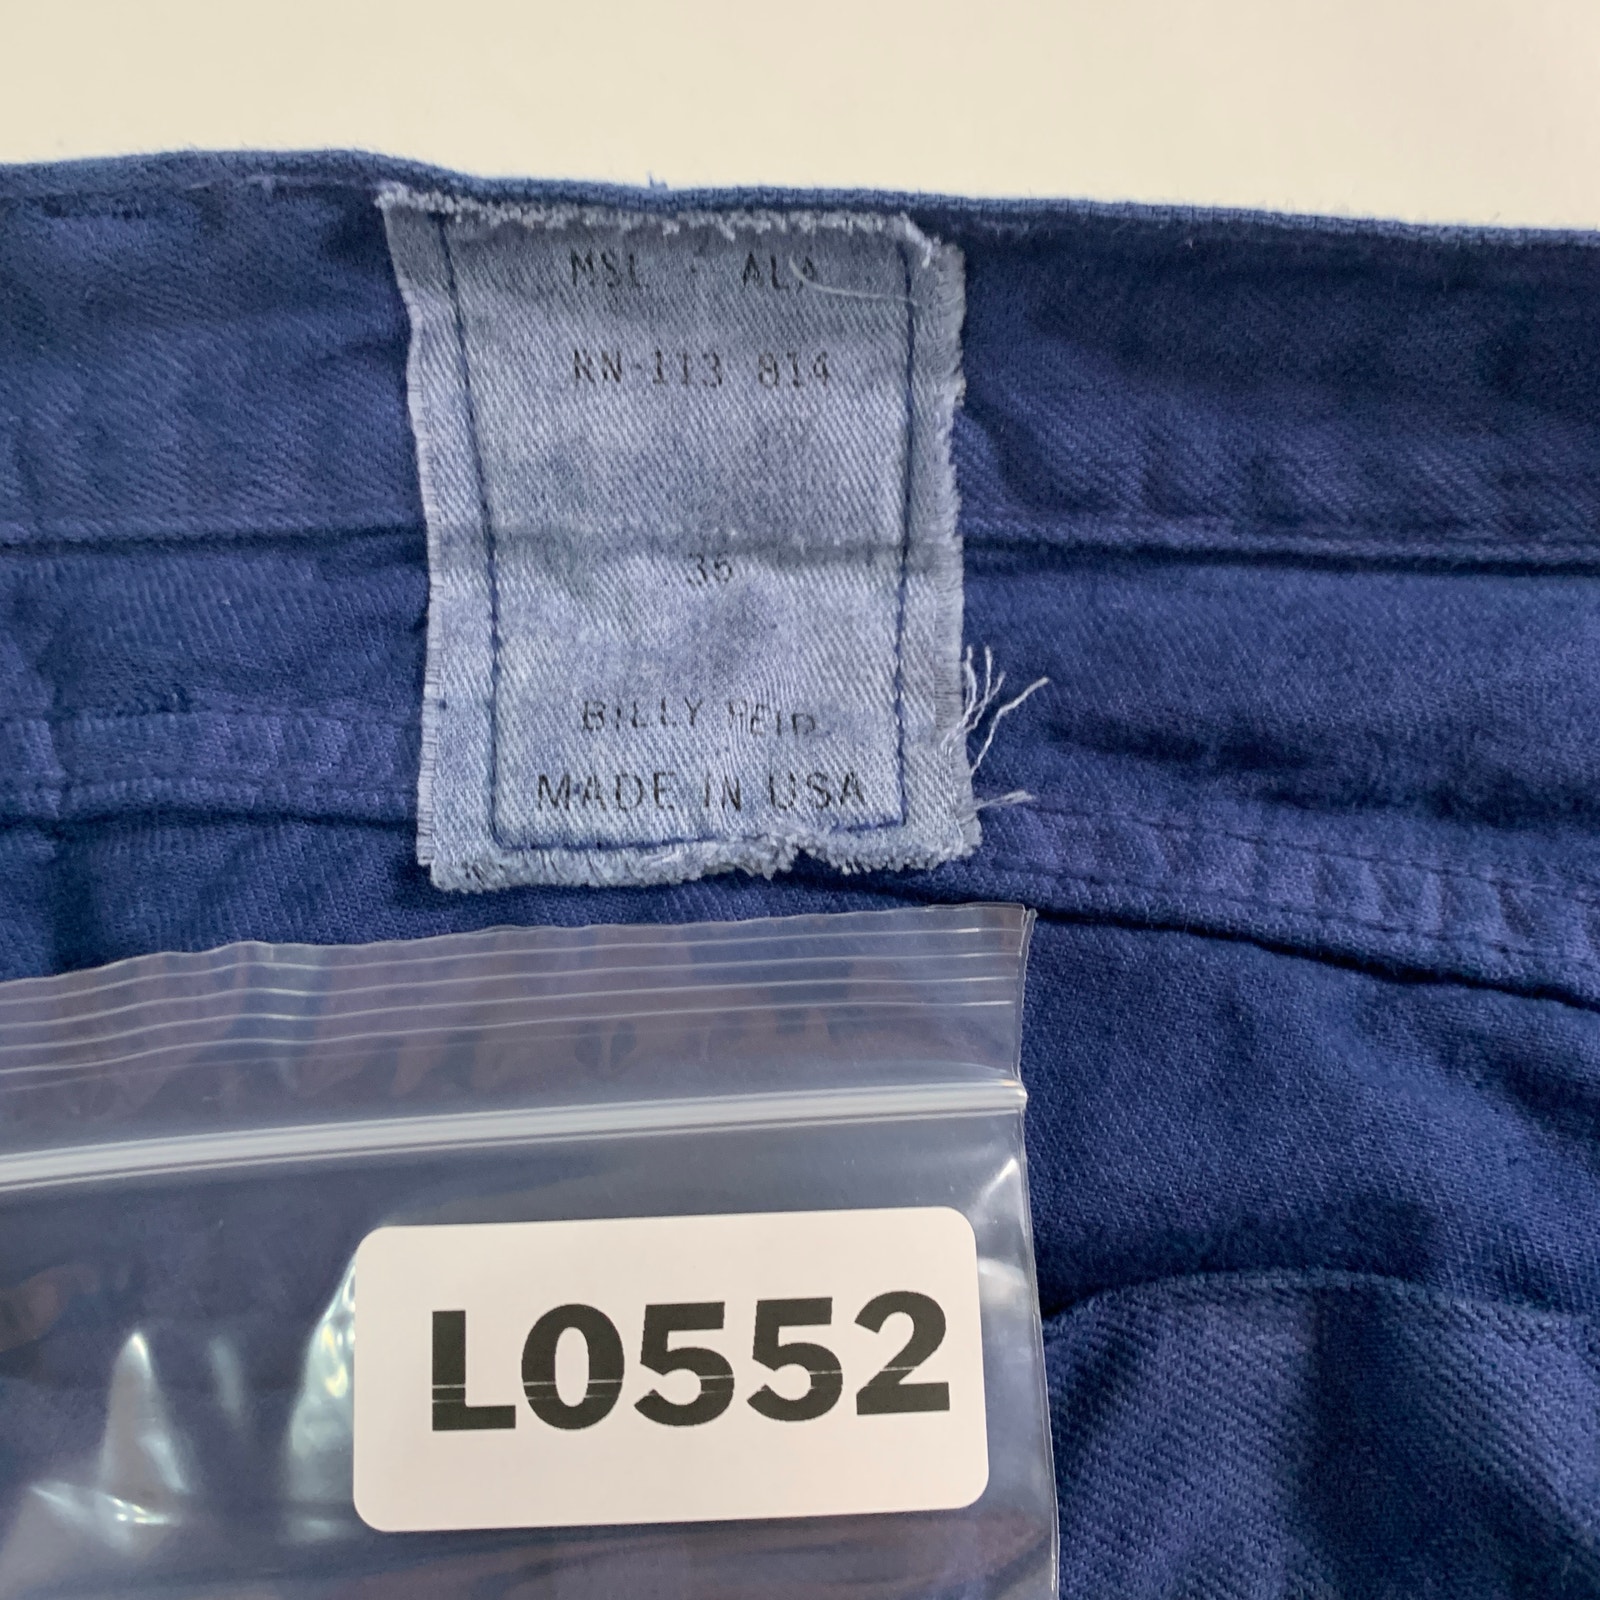 MSL - ALA
RN-113 814
36
BILLY REID
MADE IN USA
L0552